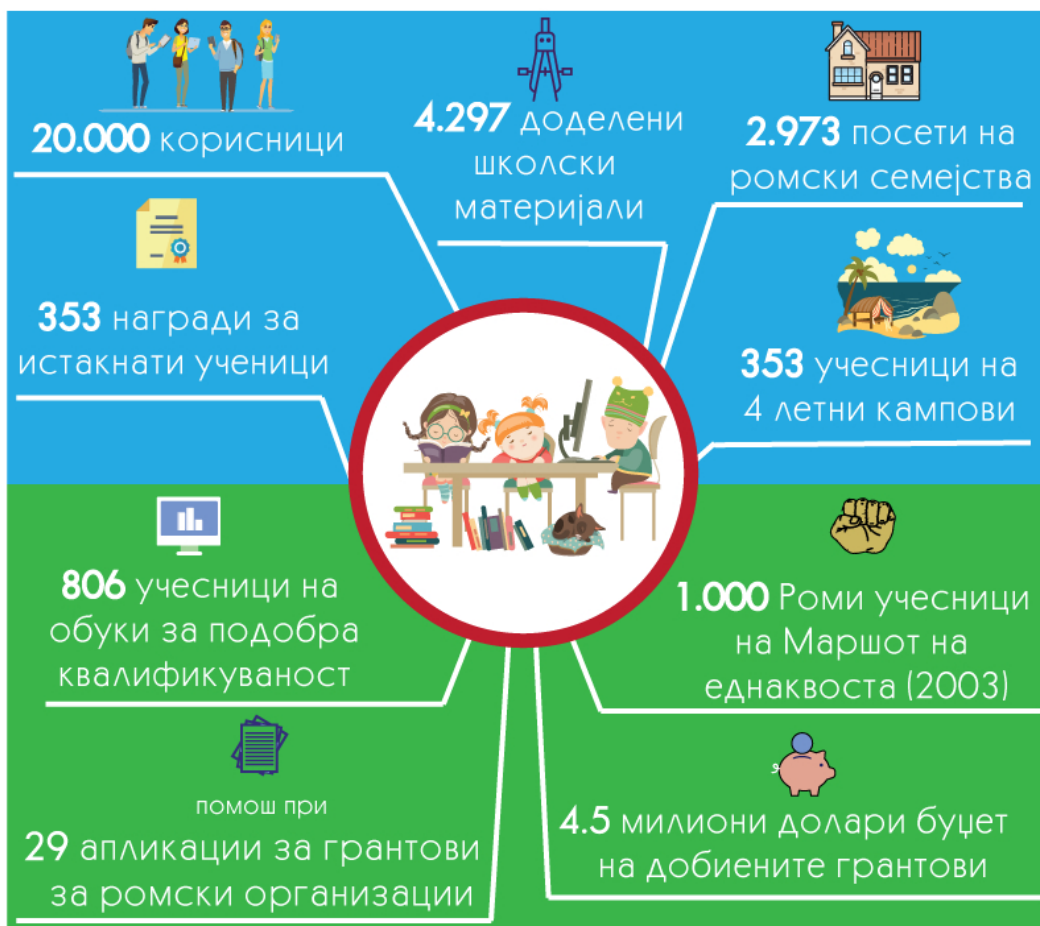 20.000 корисници
4.297 доделени
школски
материјали
2.973 посети на
ромски семејства
353 награди за
истакнати ученици
353 учесници на
4 летни кампови
806 учесници на
обуки за подобра
квалификуваност
1.000 Роми учесници
на Маршот на
еднаквоста (2003)
помош при
29 апликации за грантови
за ромски организации
4.5 милиони долари буџет
на добиените грантови